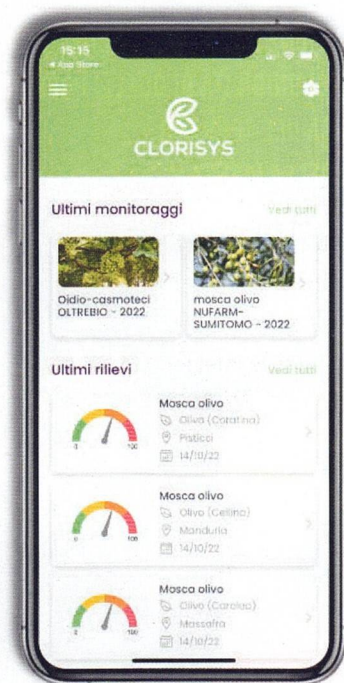 15:15
◀ App Store
CLORISYS
Ultimi monitoraggi
Vedi tutti
Oidio-casmoteci
OLTREBIO - 2022
mosca olivo
NUFARM-
SUMITOMO - 2022
Ultimi rilievi
Vedi tutti
Mosca olivo
Olivo (Coratina)
Pisticci
0 100
14/10/22
Mosca olivo
Olivo (Cellina)
Manduria
0 100
14/10/22
Mosca olivo
Massafra
0 100
14/10/22